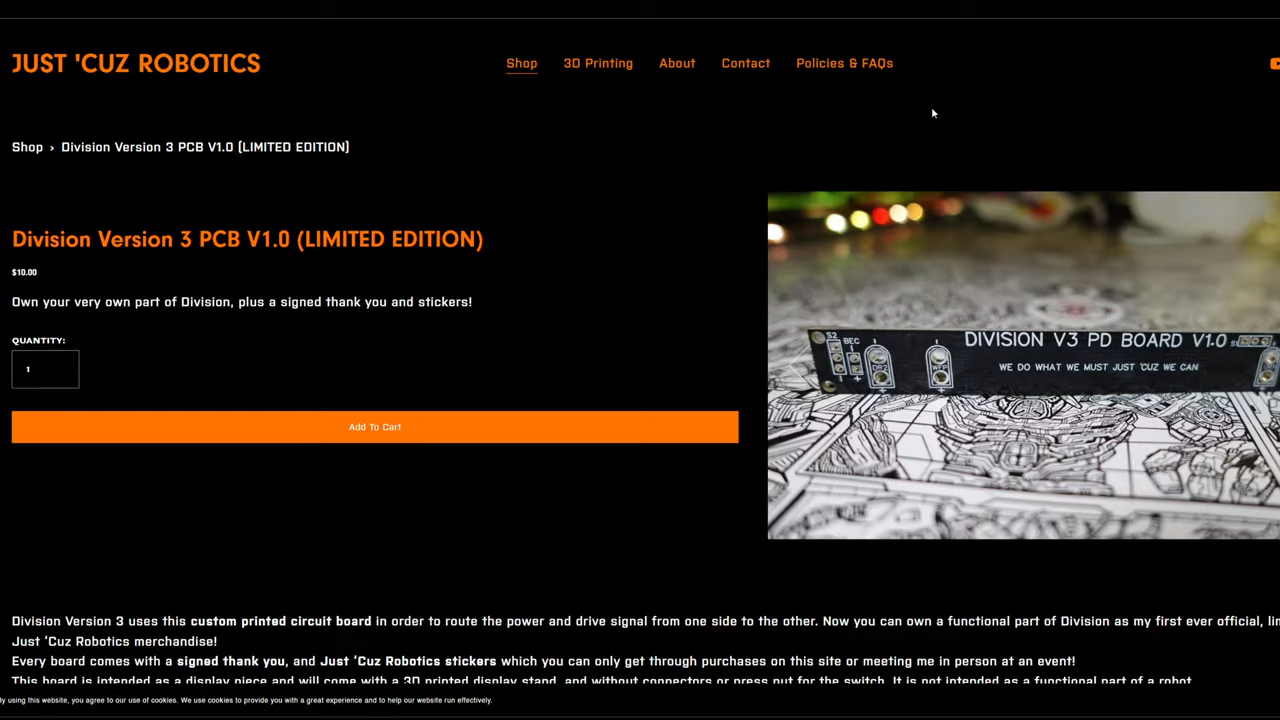 JUST 'CUZ ROBOTICS
Shop
3D Printing
About
Contact
Policies & FAQs
Shop › Division Version 3 PCB V1.0 (LIMITED EDITION)
Division Version 3 PCB V1.0 (LIMITED EDITION)
$10.00
Own your very own part of Division, plus a signed thank you and stickers!
QUANTITY:
1
Add To Cart
S2
BEC
DR2
WEP
DIVISION V3 PD BOARD V1.0
WE DO WHAT WE MUST JUST 'CUZ WE CAN
Division Version 3 uses this custom printed circuit board in order to route the power and drive signal from one side to the other. Now you can own a functional part of Division as my first ever official, lim
Just ‘Cuz Robotics merchandise!
Every board comes with a signed thank you, and Just ‘Cuz Robotics stickers which you can only get through purchases on this site or meeting me in person at an event!
This board is intended as a display piece and will come with a 3D printed display stand, and without connectors or press nut for the switch. It is not intended as a functional part of a robot
By using this website, you agree to our use of cookies. We use cookies to provide you with a great experience and to help our website run effectively.